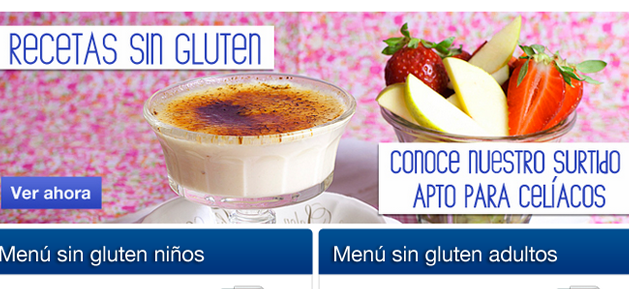 RECETAS SIN GLUTEN
CONOCE NUESTRO SURTIDO
APTO PARA CELÍACOS
Ver ahora
Menú sin gluten niños
Menú sin gluten adultos